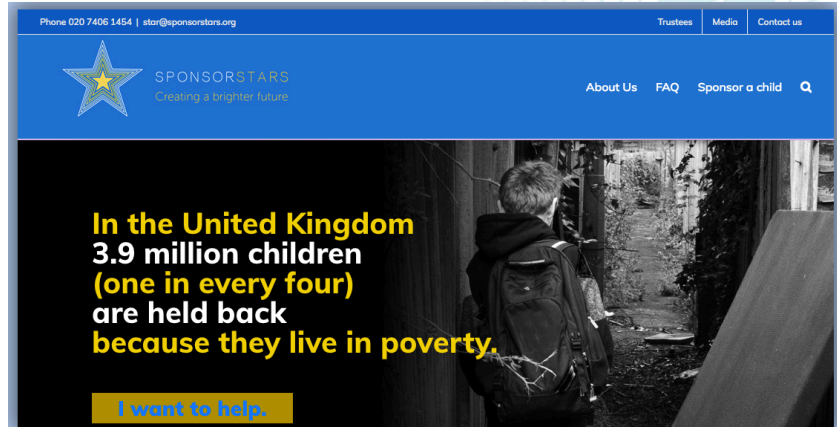 Phone 020 7406 1454 | star@sponsorstars.org
Trustees | Media | Contact us
SPONSORSTARS
Creating a brighter future
About Us FAQ Sponsor a child
In the United Kingdom
3.9 million children
(one in every four)
are held back
because they live in poverty.
I want to help.